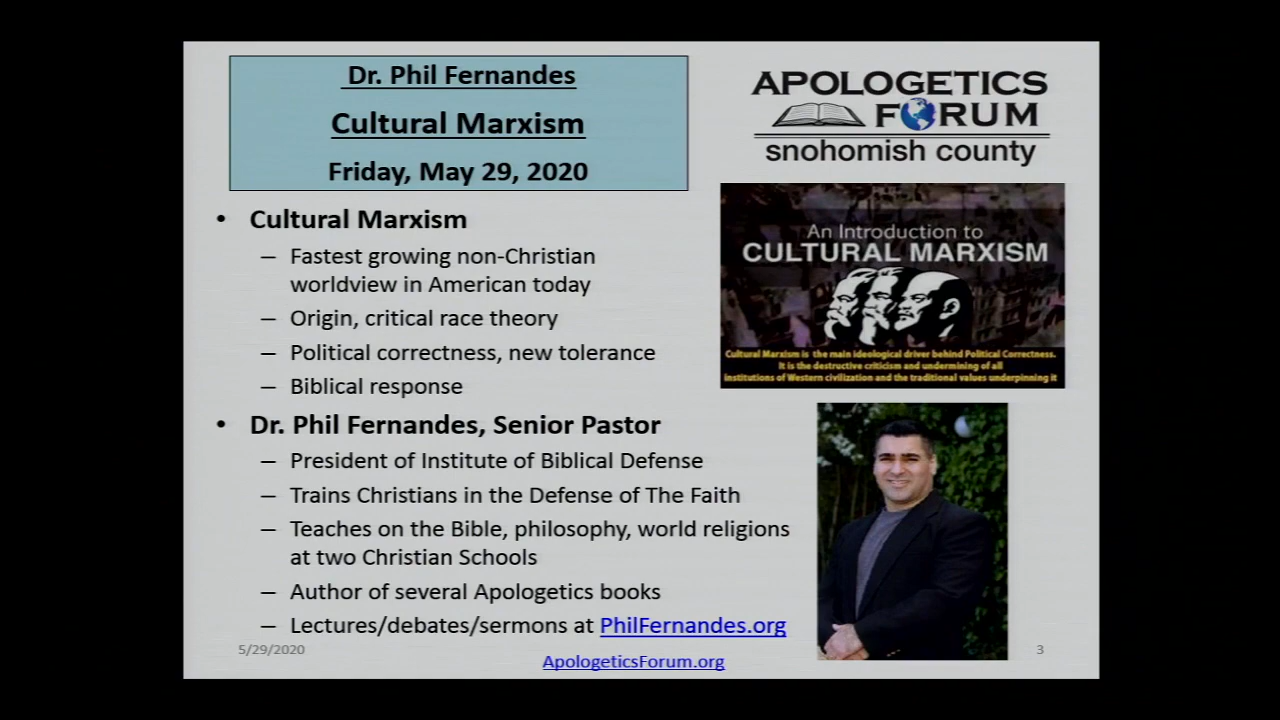 Dr. Phil Fernandes
Cultural Marxism
Friday, May 29, 2020
APOLOGETICS
FORUM
snohomish county
• Cultural Marxism
– Fastest growing non-Christian
worldview in American today
– Origin, critical race theory
– Political correctness, new tolerance
– Biblical response
An Introduction to
CULTURAL MARXISM
Cultural Marxism is the main ideological driver behind Political Correctness.
It is the destructive criticism and undermining of all
institutions of Western civilization and the traditional values underpinning it
• Dr. Phil Fernandes, Senior Pastor
– President of Institute of Biblical Defense
– Trains Christians in the Defense of The Faith
– Teaches on the Bible, philosophy, world religions
at two Christian Schools
– Author of several Apologetics books
– Lectures/debates/sermons at PhilFernandes.org
5/29/2020
ApologeticsForum.org
3